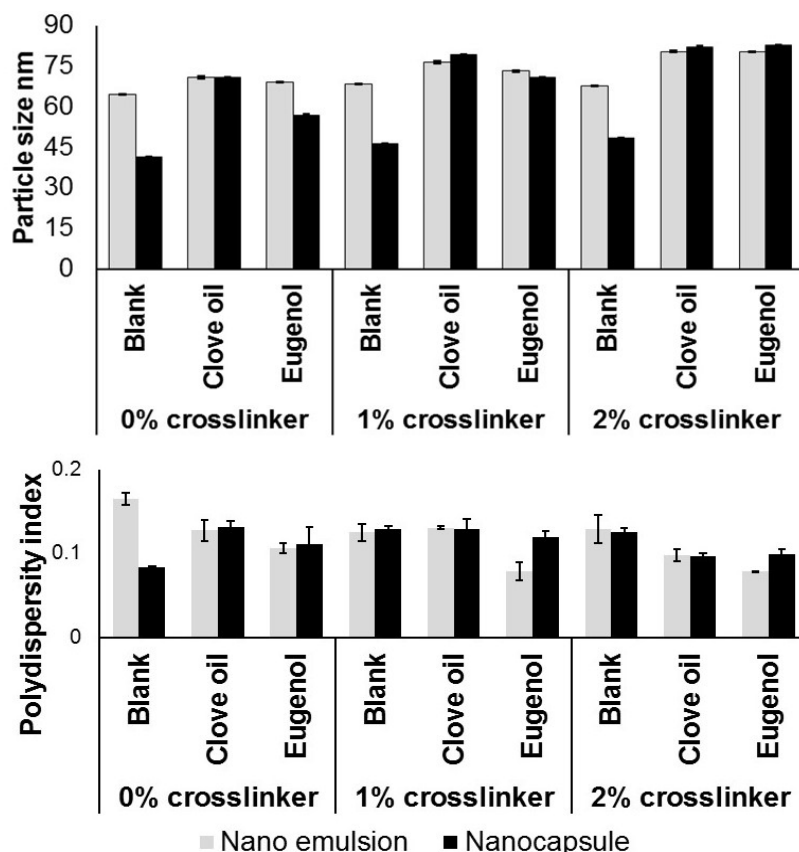 Particle size nm
90
75
60
45
30
15
0
Blank
Clove oil
Eugenol
Blank
Clove oil
Eugenol
Blank
Clove oil
Eugenol
0% crosslinker
1% crosslinker
2% crosslinker
Polydispersity index
0.2
0.1
0
Blank
Clove oil
Eugenol
Blank
Clove oil
Eugenol
Blank
Clove oil
Eugenol
0% crosslinker
1% crosslinker
2% crosslinker
Nano emulsion
Nanocapsule